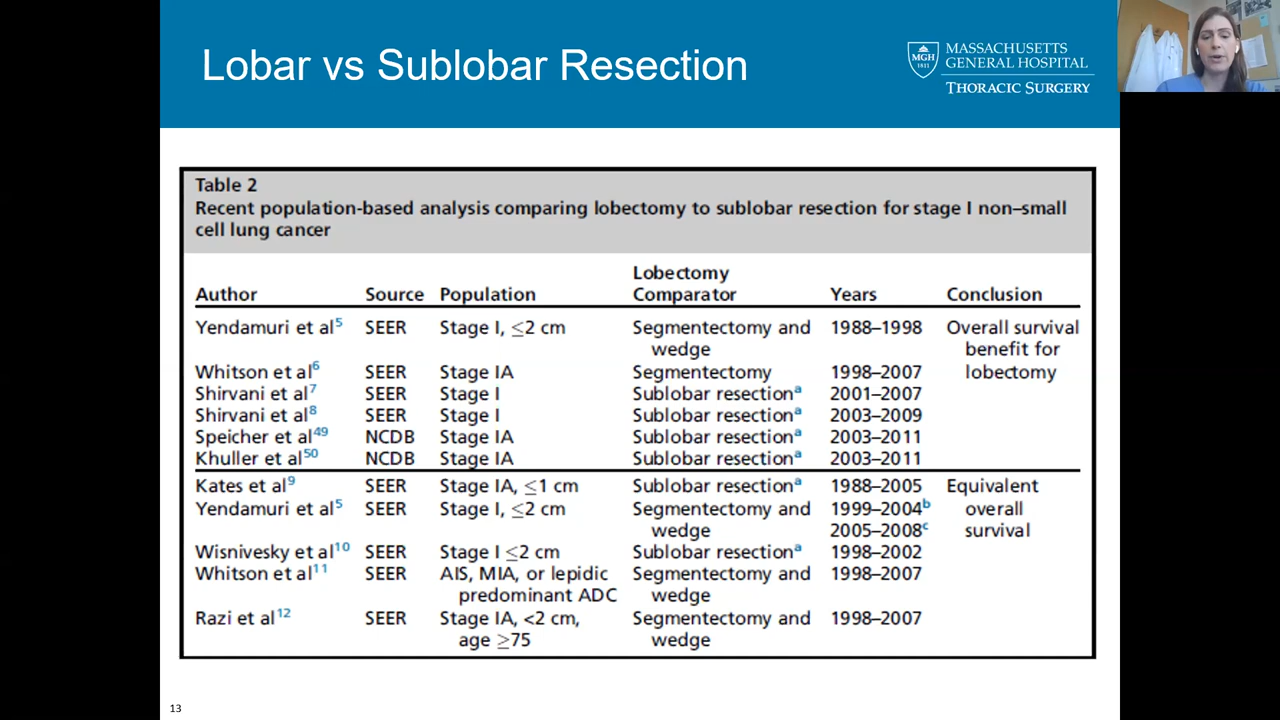 Lobar vs Sublobar Resection
MASSACHUSETTS
GENERAL HOSPITAL
THORACIC SURGERY
MGH
1811
Table 2
Recent population-based analysis comparing lobectomy to sublobar resection for stage I non–small
cell lung cancer
Lobectomy
Author Source Population Comparator Years Conclusion
Yendamuri et al5 SEER Stage I, ≤2 cm Segmentectomy and 1988–1998 Overall survival
wedge benefit for
Whitson et al6 SEER Stage IA Segmentectomy 1998–2007 lobectomy
Shirvani et al7 SEER Stage I Sublobar resectiona 2001–2007
Shirvani et al8 SEER Stage I Sublobar resectiona 2003–2009
Speicher et al49 NCDB Stage IA Sublobar resectiona 2003–2011
Khuller et al50 NCDB Stage IA Sublobar resectiona 2003–2011
Kates et al9 SEER Stage IA, ≤1 cm Sublobar resectiona 1988–2005 Equivalent
Yendamuri et al5 SEER Stage I, ≤2 cm Segmentectomy and 1999–2004b overall
wedge 2005–2008c survival
Wisnivesky et al10 SEER Stage I ≤2 cm Sublobar resectiona 1998–2002
Whitson et al11 SEER AIS, MIA, or lepidic Segmentectomy and 1998–2007
predominant ADC wedge
Razi et al12 SEER Stage IA, <2 cm, Segmentectomy and 1998–2007
age ≥75 wedge
13